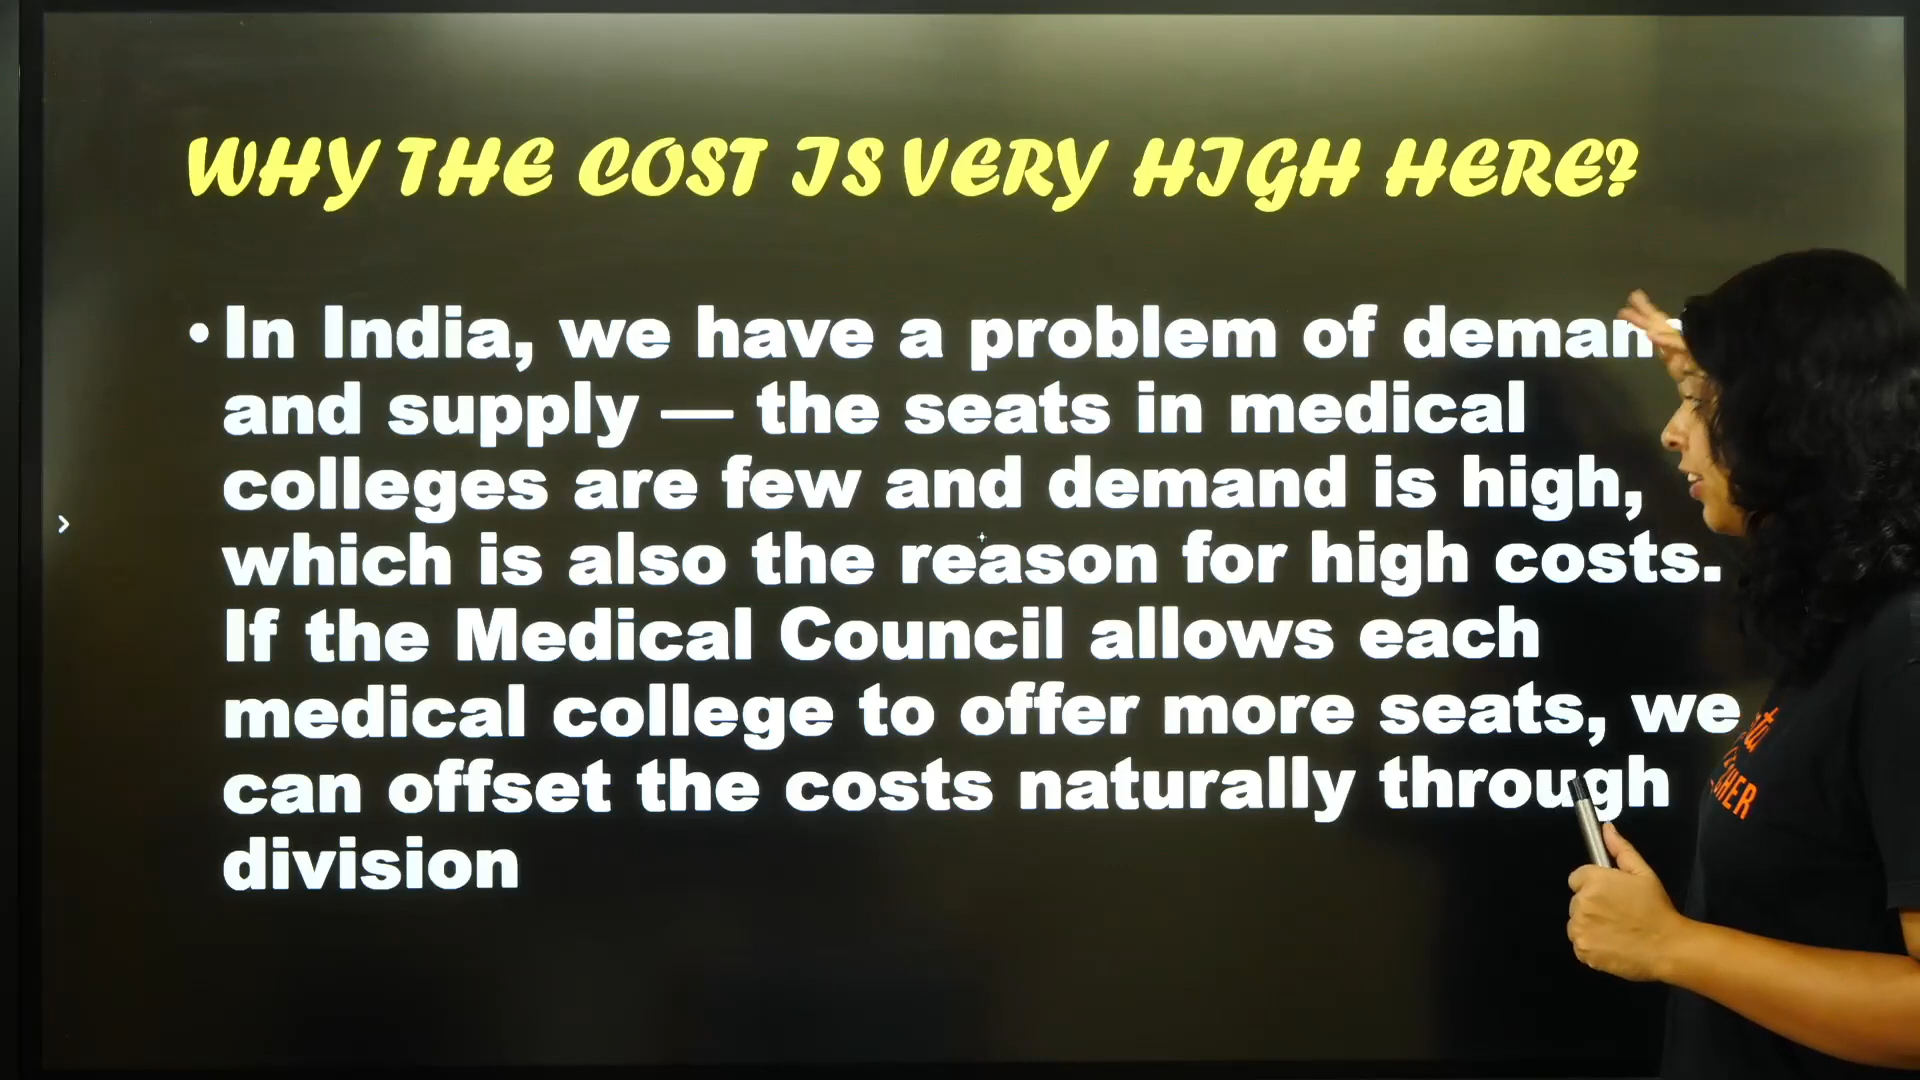 WHY THE COST IS VERY HIGH HERE?
• In India, we have a problem of
and supply — the seats in medical
colleges are few and demand is high,
which is also the reason for high costs.
If the Medical Council allows each
medical college to offer more seats, we
can offset the costs naturally through
division